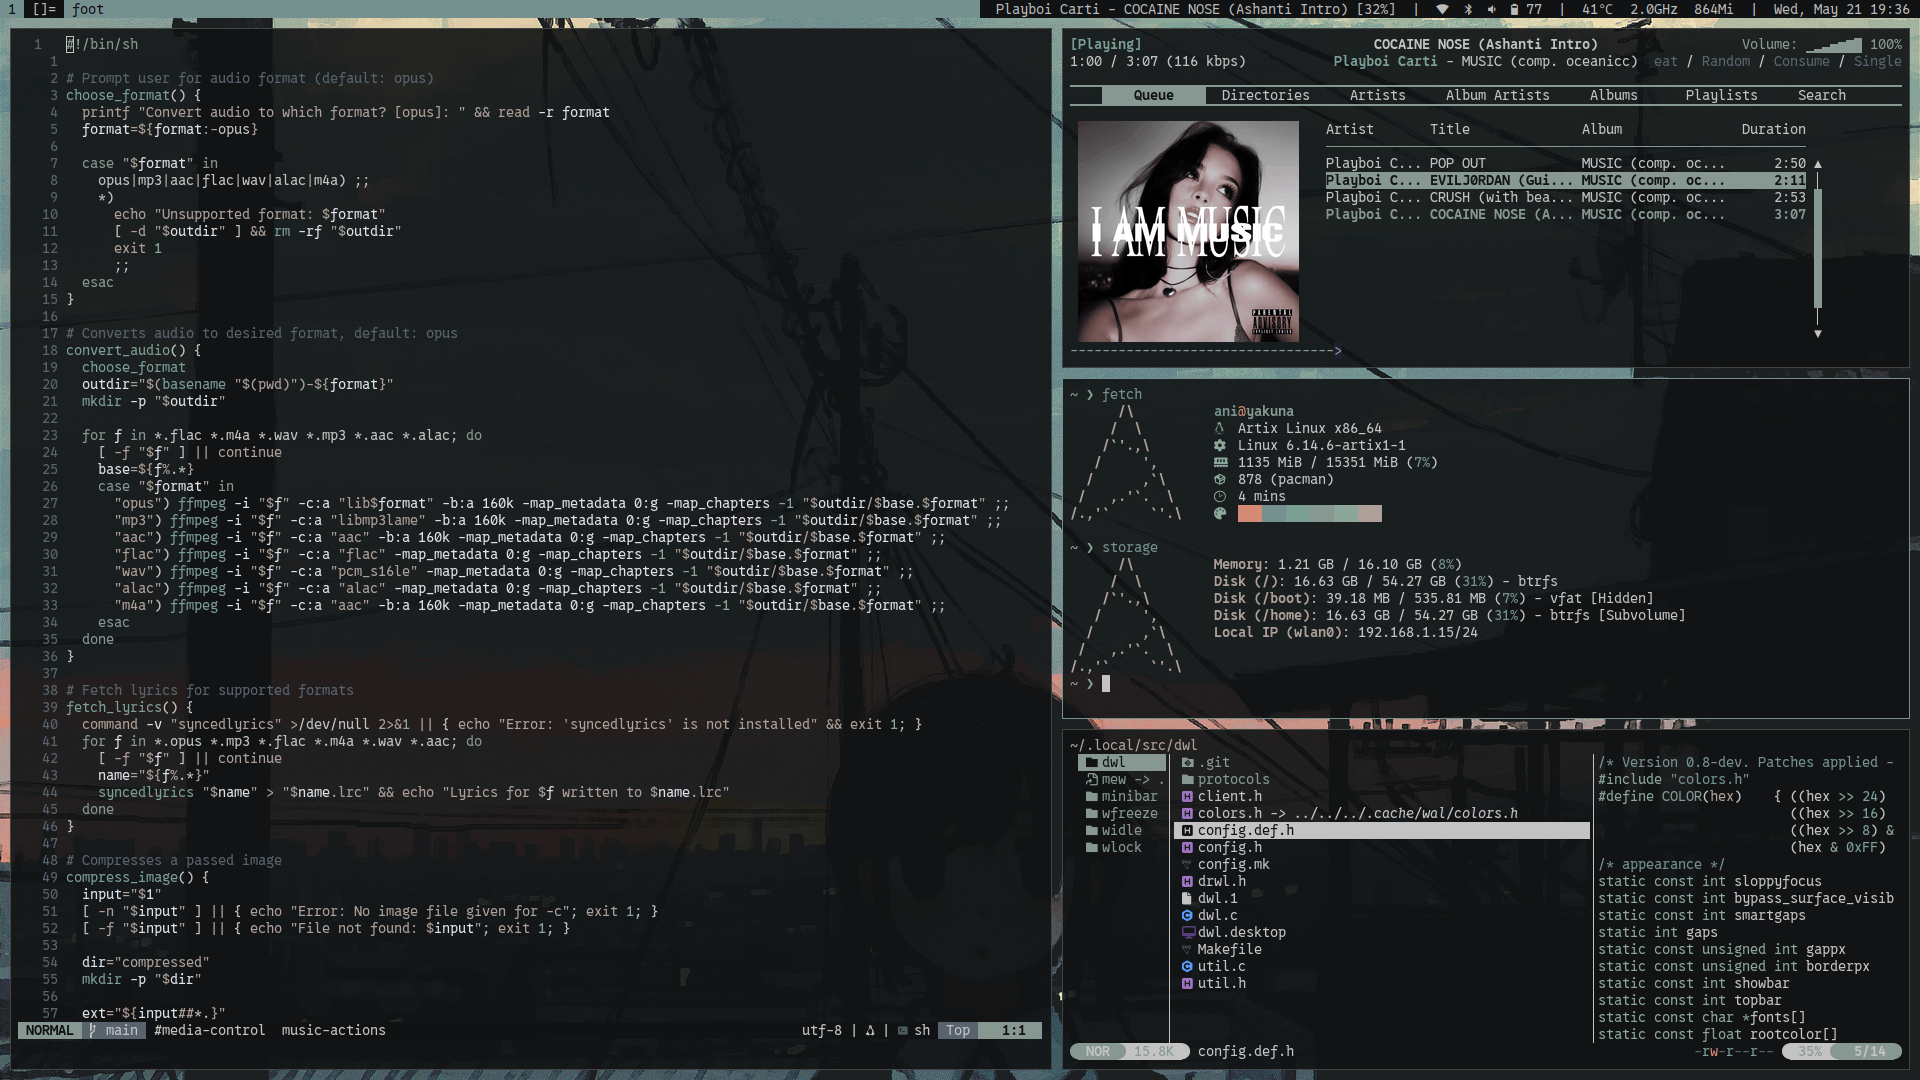 1 []= foot
Playboi Carti - COCAINE NOSE (Ashanti Intro) [32%] | 77 | 41°C 2.0GHz 864Mi | Wed, May 21 19:36
1 #!/bin/sh
1
2 # Prompt user for audio format (default: opus)
3 choose_format() {
4 printf "Convert audio to which format? [opus]: " && read -r format
5 format=${format:-opus}
6
7 case "$format" in
8 opus|mp3|aac|flac|wav|alac|m4a) ;;
9 *)
10 echo "Unsupported format: $format"
11 [ -d "$outdir" ] && rm -rf "$outdir"
12 exit 1
13 ;;
14 esac
15 }
16
17 # Converts audio to desired format, default: opus
18 convert_audio() {
19 choose_format
20 outdir="$(basename "$(pwd)")-${format}"
21 mkdir -p "$outdir"
22
23 for f in *.flac *.m4a *.wav *.mp3 *.aac *.alac; do
24 [ -f "$f" ] || continue
25 base=${f%.*}
26 case "$format" in
27 "opus") ffmpeg -i "$f" -c:a "lib$format" -b:a 160k -map_metadata 0:g -map_chapters -1 "$outdir/$base.$format" ;;
28 "mp3") ffmpeg -i "$f" -c:a "libmp3lame" -b:a 160k -map_metadata 0:g -map_chapters -1 "$outdir/$base.$format" ;;
29 "aac") ffmpeg -i "$f" -c:a "aac" -b:a 160k -map_metadata 0:g -map_chapters -1 "$outdir/$base.$format" ;;
30 "flac") ffmpeg -i "$f" -c:a "flac" -map_metadata 0:g -map_chapters -1 "$outdir/$base.$format" ;;
31 "wav") ffmpeg -i "$f" -c:a "pcm_s16le" -map_metadata 0:g -map_chapters -1 "$outdir/$base.$format" ;;
32 "alac") ffmpeg -i "$f" -c:a "alac" -map_metadata 0:g -map_chapters -1 "$outdir/$base.$format" ;;
33 "m4a") ffmpeg -i "$f" -c:a "aac" -b:a 160k -map_metadata 0:g -map_chapters -1 "$outdir/$base.$format" ;;
34 esac
35 done
36 }
37
38 # Fetch lyrics for supported formats
39 fetch_lyrics() {
40 command -v "syncedlyrics" >/dev/null 2>&1 || { echo "Error: 'syncedlyrics' is not installed" && exit 1; }
41 for f in *.opus *.mp3 *.flac *.m4a *.wav *.aac; do
42 [ -f "$f" ] || continue
43 name="${f%.*}"
44 syncedlyrics "$name" > "$name.lrc" && echo "Lyrics for $f written to $name.lrc"
45 done
46 }
47
48 # Compresses a passed image
49 compress_image() {
50 input="$1"
51 [ -n "$input" ] || { echo "Error: No image file given for -c"; exit 1; }
52 [ -f "$input" ] || { echo "File not found: $input"; exit 1; }
53
54 dir="compressed"
55 mkdir -p "$dir"
56
57 ext="${input##*.}"
NORMAL main #media-control music-actions utf-8 | | sh Top 1:1
[Playing] COCAINE NOSE (Ashanti Intro) Volume: 100%
1:00 / 3:07 (116 kbps) Playboi Carti - MUSIC (comp. oceanicc) eat / Random / Consume / Single
Queue Directories Artists Album Artists Albums Playlists Search
Artist Title Album Duration
Playboi C... POP OUT MUSIC (comp. oc... 2:50
Playboi C... EVILJ0RDAN (Gui... MUSIC (comp. oc... 2:11
Playboi C... CRUSH (with bea... MUSIC (comp. oc... 2:53
Playboi C... COCAINE NOSE (A... MUSIC (comp. oc... 3:07
I AM MUSIC
I AM MUSIC
PARENTAL
ADVISORY
EXPLICIT LYRICS
--------------------------------->
~ ❯ fetch
ani@yakuna
Artix Linux x86_64
Linux 6.14.6-artix1-1
1135 MiB / 15351 MiB (7%)
878 (pacman)
4 mins
~ ❯ storage
Memory: 1.21 GB / 16.10 GB (8%)
Disk (/): 16.63 GB / 54.27 GB (31%) - btrfs
Disk (/boot): 39.18 MB / 535.81 MB (7%) - vfat [Hidden]
Disk (/home): 16.63 GB / 54.27 GB (31%) - btrfs [Subvolume]
Local IP (wlan0): 192.168.1.15/24
~ ❯
~/.local/src/dwl
dwl
mew -> .
minibar
wfreeze
widle
wlock
.git
protocols
client.h
colors.h -> ../../../.cache/wal/colors.h
config.def.h
config.h
config.mk
drwl.h
dwl.1
dwl.c
dwl.desktop
Makefile
util.c
util.h
/* Version 0.8-dev. Patches applied -
#include "colors.h"
#define COLOR(hex) { ((hex >> 24)
((hex >> 16)
((hex >> 8) &
(hex & 0xFF)
/* appearance */
static const int sloppyfocus
static const int bypass_surface_visib
static const int smartgaps
static int gaps
static const unsigned int gappx
static const unsigned int borderpx
static const int showbar
static const int topbar
static const char *fonts[]
static const float rootcolor[]
NOR 15.8K config.def.h -rw-r--r-- 35% 5/14